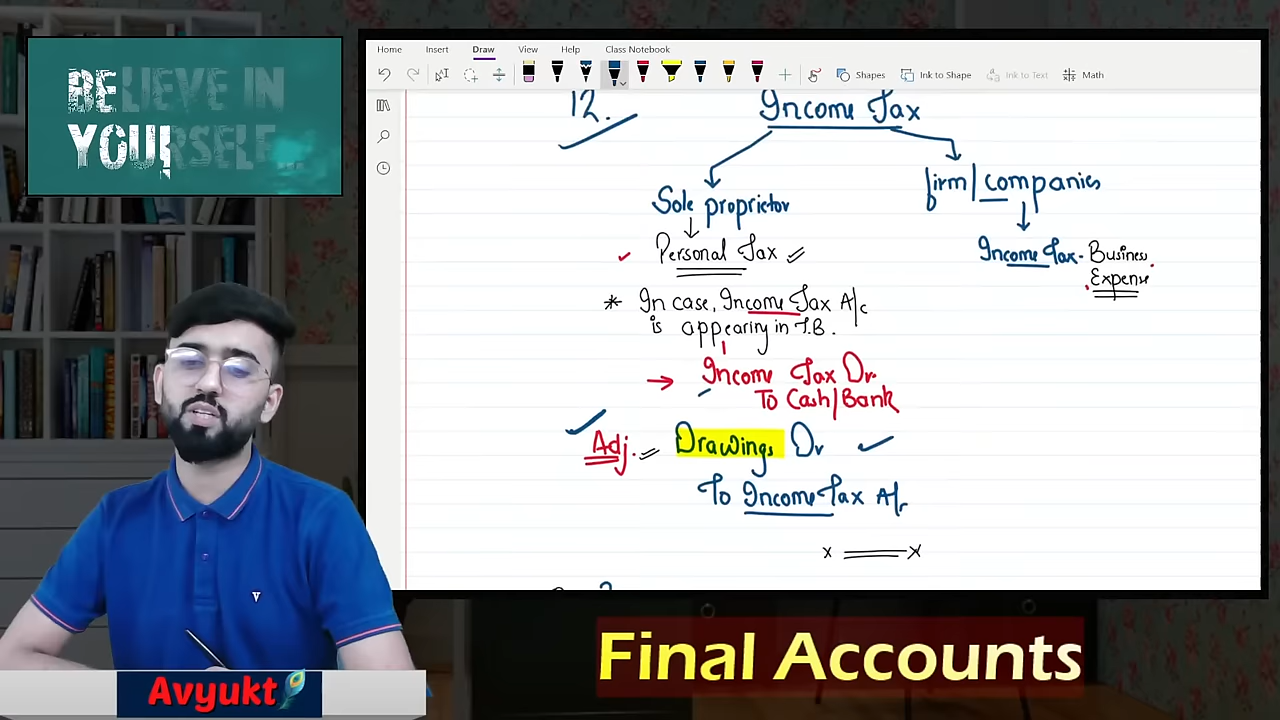 BELIEVE IN
YOURSELF...
Home Insert Draw View Help Class Notebook
Shapes Ink to Shape Ink to Text Math
12. Income Tax
Sole proprietor
firm/companies
Personal Tax
Income Tax - Business
Expense
* In case, Income Tax A/c
is appearing in T.B.
→ Income Tax Dr
To Cash/Bank
Adj. = Drawings Dr
To Income Tax A/c
x ══ x
Final Accounts
Avyukt